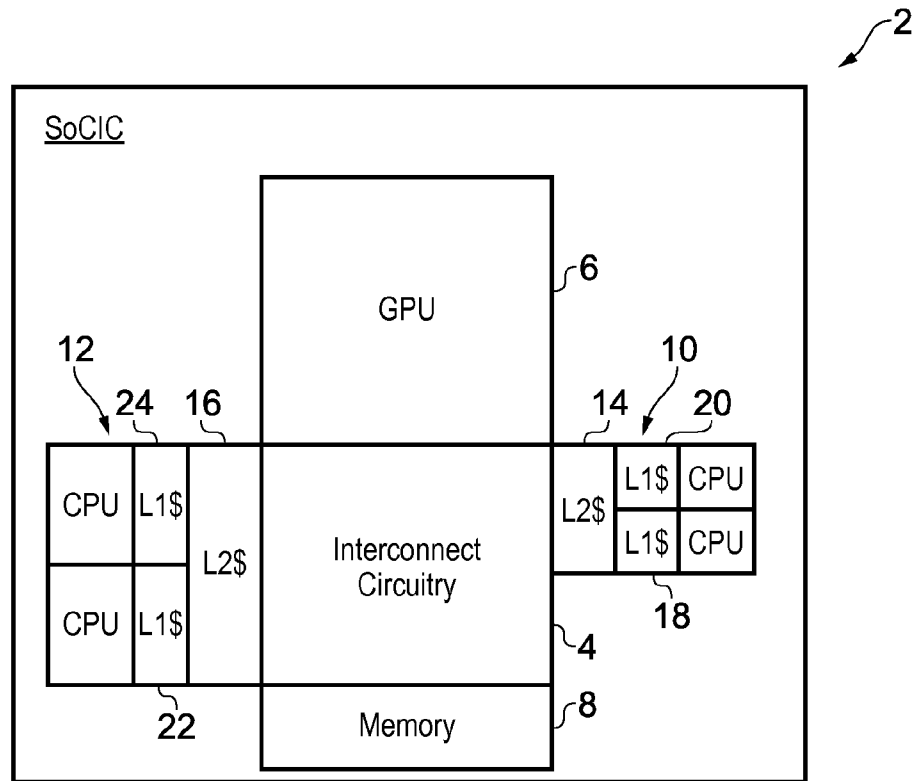 2
SoCIC
GPU
6
12
24
16
14
10
20
CPU
L1$
L2$
Interconnect
Circuitry
L2$
L1$
CPU
L1$
CPU
CPU
L1$
18
4
22
Memory
8